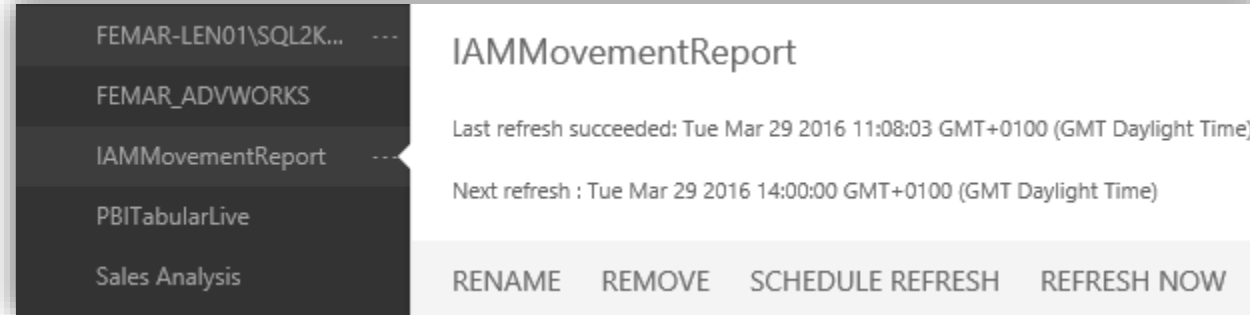 FEMAR-LEN01\SQL2K... ...
FEMAR_ADVWORKS
IAMMovementReport ...
PBITabularLive
Sales Analysis
IAMMovementReport
Last refresh succeeded: Tue Mar 29 2016 11:08:03 GMT+0100 (GMT Daylight Time)
Next refresh : Tue Mar 29 2016 14:00:00 GMT+0100 (GMT Daylight Time)
RENAME REMOVE SCHEDULE REFRESH REFRESH NOW